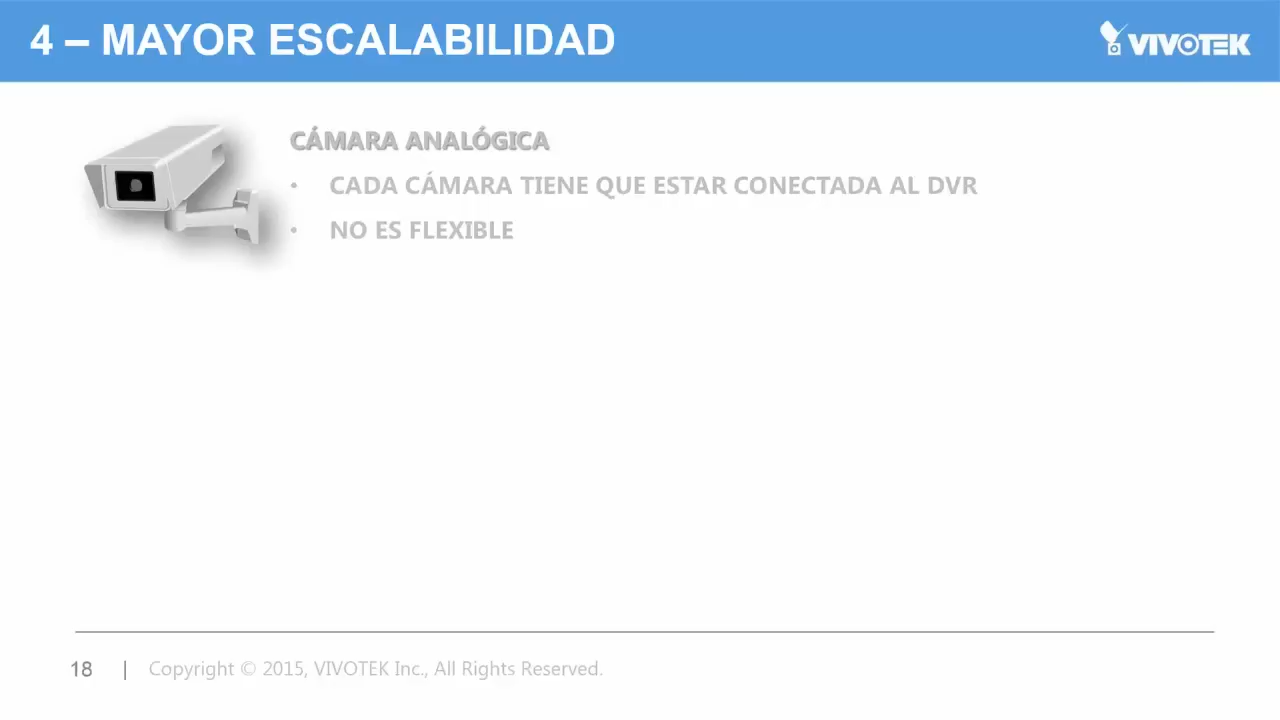 4 – MAYOR ESCALABILIDAD
VIVOTEK
CÁMARA ANALÓGICA
• CADA CÁMARA TIENE QUE ESTAR CONECTADA AL DVR
• NO ES FLEXIBLE
18 | Copyright © 2015, VIVOTEK Inc., All Rights Reserved.